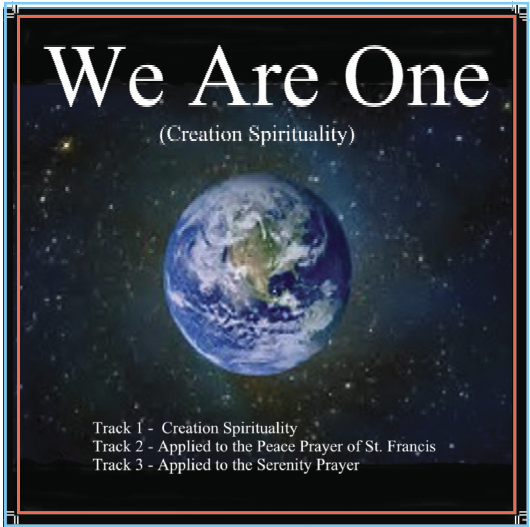 We Are One
(Creation Spirituality)
Track 1 -  Creation Spirituality
Track 2 - Applied to the Peace Prayer of St. Francis
Track 3 - Applied to the Serenity Prayer